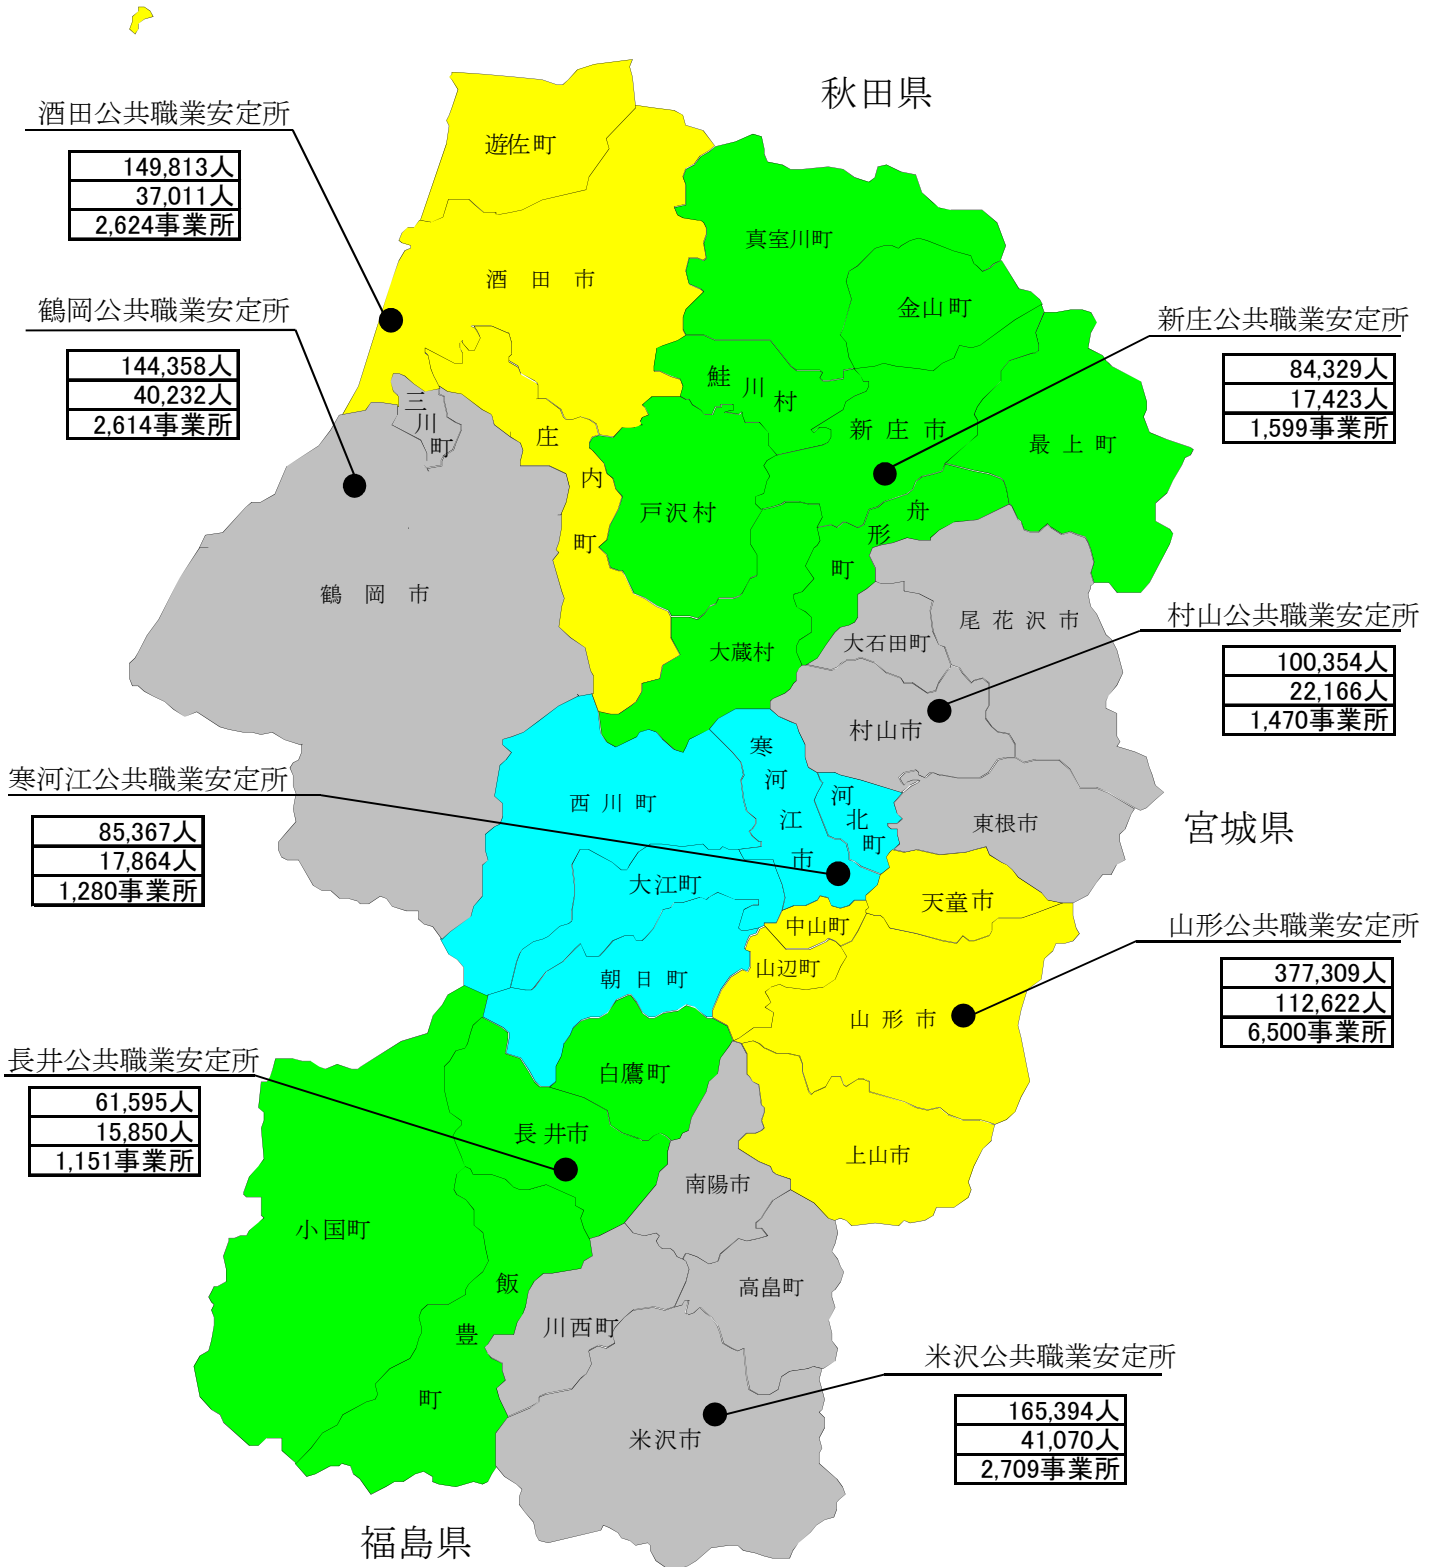 秋田県
酒田公共職業安定所
149,813人
37,011人
2,624事業所
遊佐町
酒田市
真室川町
金山町
鶴岡公共職業安定所
144,358人
40,232人
2,614事業所
新庄公共職業安定所
84,329人
17,423人
1,599事業所
三川町
庄内町
鮭川村
新庄市
最上町
戸沢村
舟形町
鶴岡市
大蔵村
大石田町
尾花沢市
村山公共職業安定所
100,354人
22,166人
1,470事業所
村山市
寒河江公共職業安定所
85,367人
17,864人
1,280事業所
西川町
寒河江市
河北町
東根市
宮城県
大江町
天童市
中山町
山辺町
朝日町
山形市
山形公共職業安定所
377,309人
112,622人
6,500事業所
長井公共職業安定所
61,595人
15,850人
1,151事業所
白鷹町
長井市
上山市
南陽市
小国町
飯豊町
高畠町
川西町
米沢公共職業安定所
165,394人
41,070人
2,709事業所
米沢市
福島県